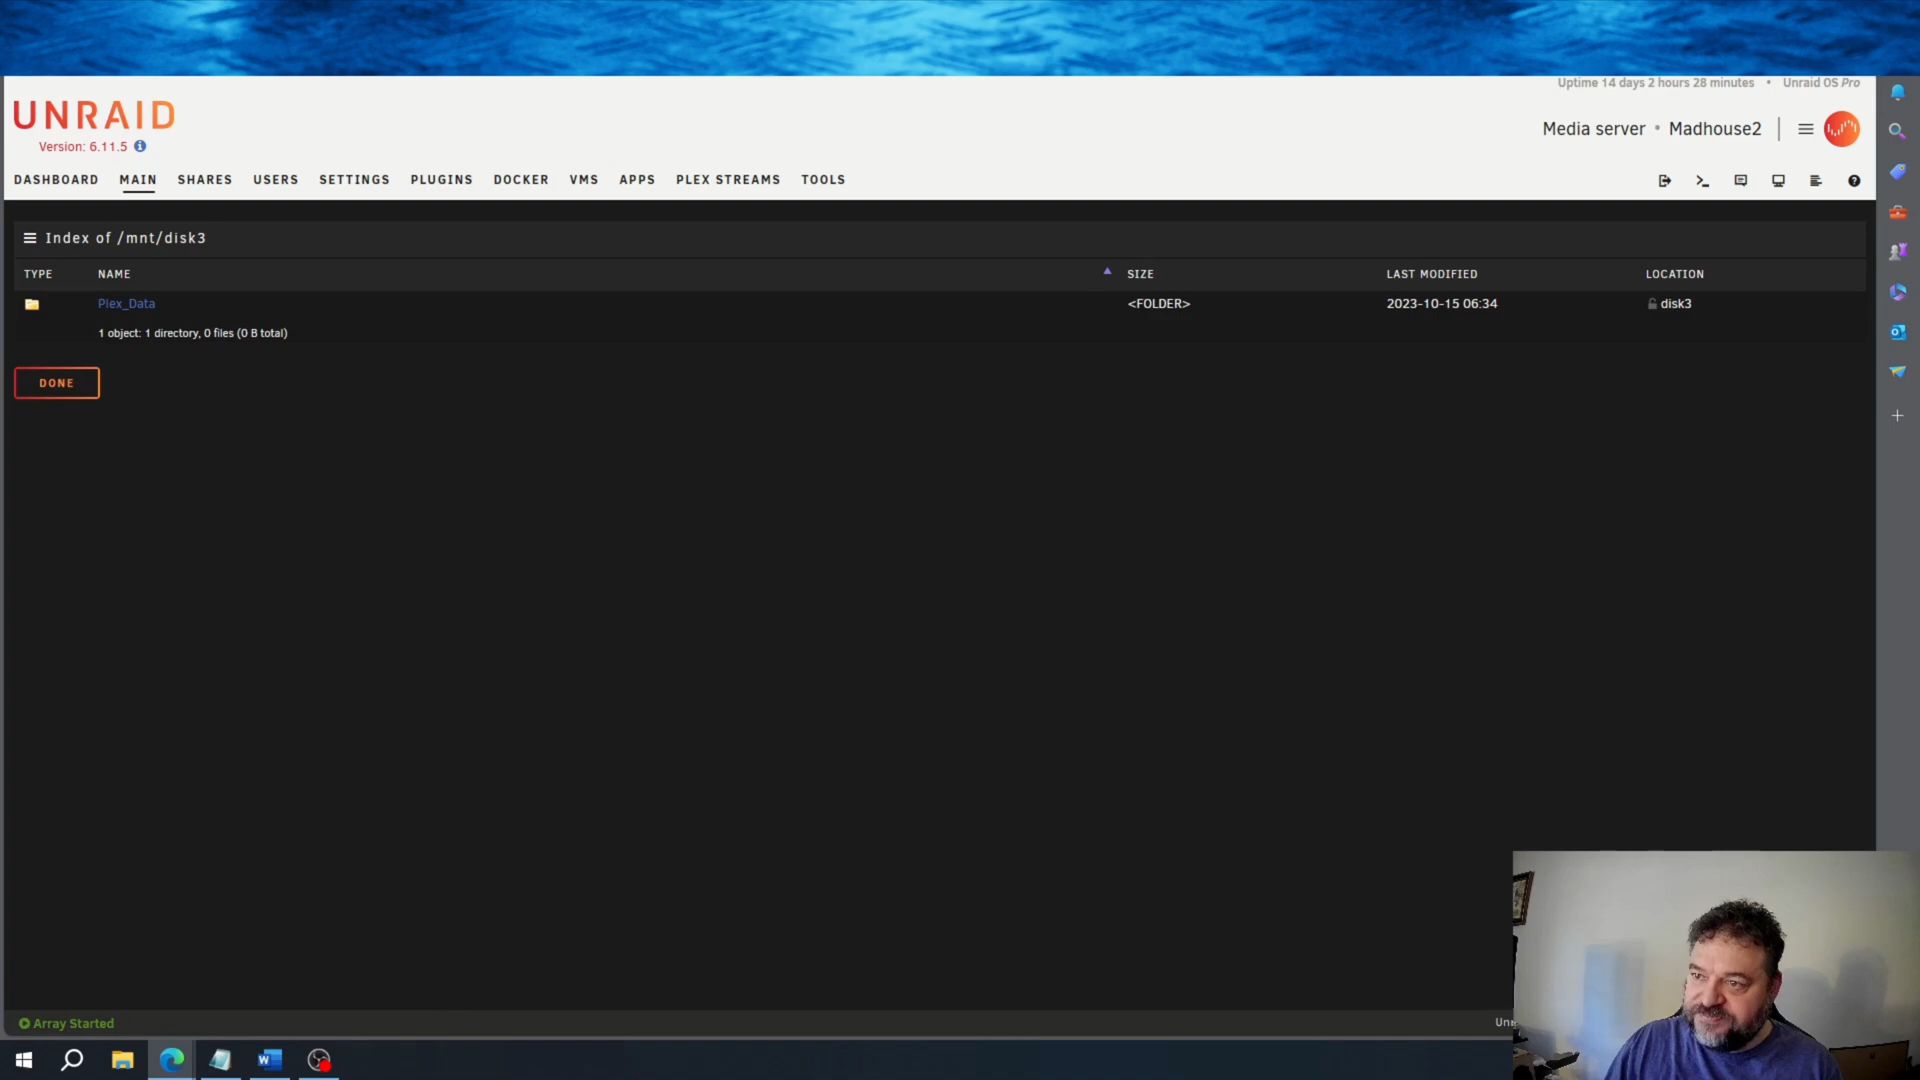 Uptime 14 days 2 hours 28 minutes • Unraid OS Pro
UNRAID
Version: 6.11.5
Media server • Madhouse2
DASHBOARD MAIN SHARES USERS SETTINGS PLUGINS DOCKER VMS APPS PLEX STREAMS TOOLS
Index of /mnt/disk3
TYPE NAME SIZE LAST MODIFIED LOCATION
Plex_Data <FOLDER> 2023-10-15 06:34 disk3
1 object: 1 directory, 0 files (0 B total)
DONE
Array Started